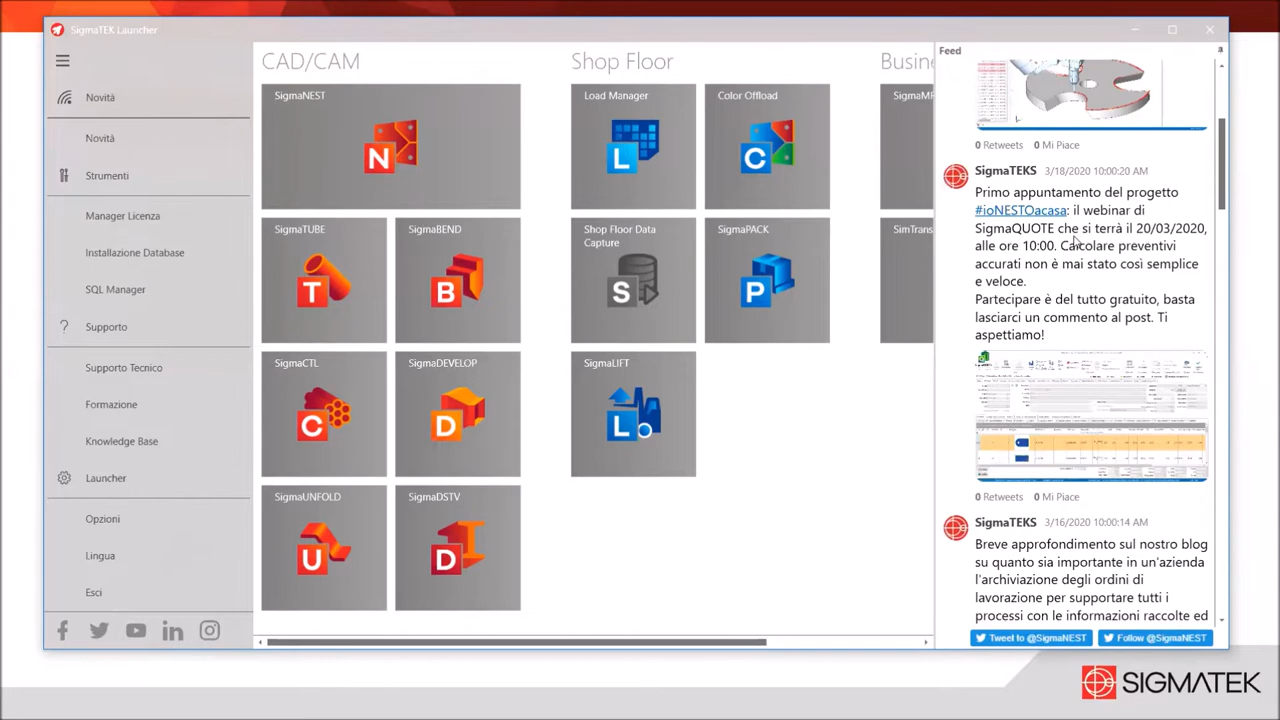 SigmaTEK Launcher
Novità
Novità
Strumenti
Manager Licenza
Installazione Database
SQL Manager
Supporto
Supporto Tecnico
Formazione
Knowledge Base
Launcher
Opzioni
Lingua
Esci
CAD/CAM
SigmaNEST
N
SigmaTUBE
T
SigmaBEND
B
SigmaCTL
C
SigmaDEVELOP
D
SigmaUNFOLD
U
SigmaDSTV
D
Shop Floor
Load Manager
L
Color Offload
C
Shop Floor Data
Capture
S
SigmaPACK
P
SigmaLIFT
L
Busine
SigmaMR
SimTrans
Feed
0 Retweets 0 Mi Piace
SigmaTEKS 3/18/2020 10:00:20 AM
Primo appuntamento del progetto
#ioNESTOacasa: il webinar di
SigmaQUOTE che si terrà il 20/03/2020,
alle ore 10:00. Calcolare preventivi
accurati non è mai stato così semplice
e veloce.
Partecipare è del tutto gratuito, basta
lasciarci un commento al post. Ti
aspettiamo!
0 Retweets 0 Mi Piace
SigmaTEKS 3/16/2020 10:00:14 AM
Breve approfondimento sul nostro blog
su quanto sia importante in un'azienda
l'archiviazione degli ordini di
lavorazione per supportare tutti i
processi con le informazioni raccolte ed
Tweet to @SigmaNEST Follow @SigmaNEST
SIGMATEK